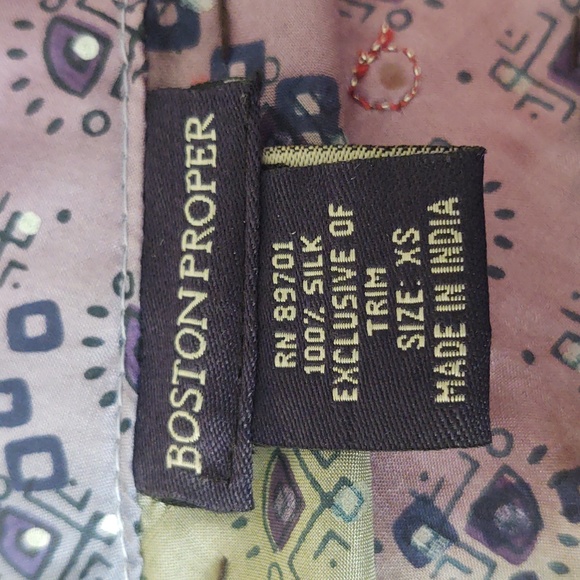 BOSTON PROPER
RN 89701
100% SILK
EXCLUSIVE OF
TRIM
SIZE: XS
MADE IN INDIA